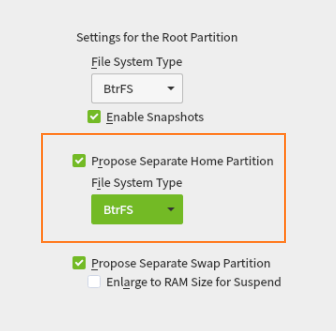 Settings for the Root Partition
File System Type
BtrFS
Enable Snapshots
Propose Separate Home Partition
File System Type
BtrFS
Propose Separate Swap Partition
Enlarge to RAM Size for Suspend